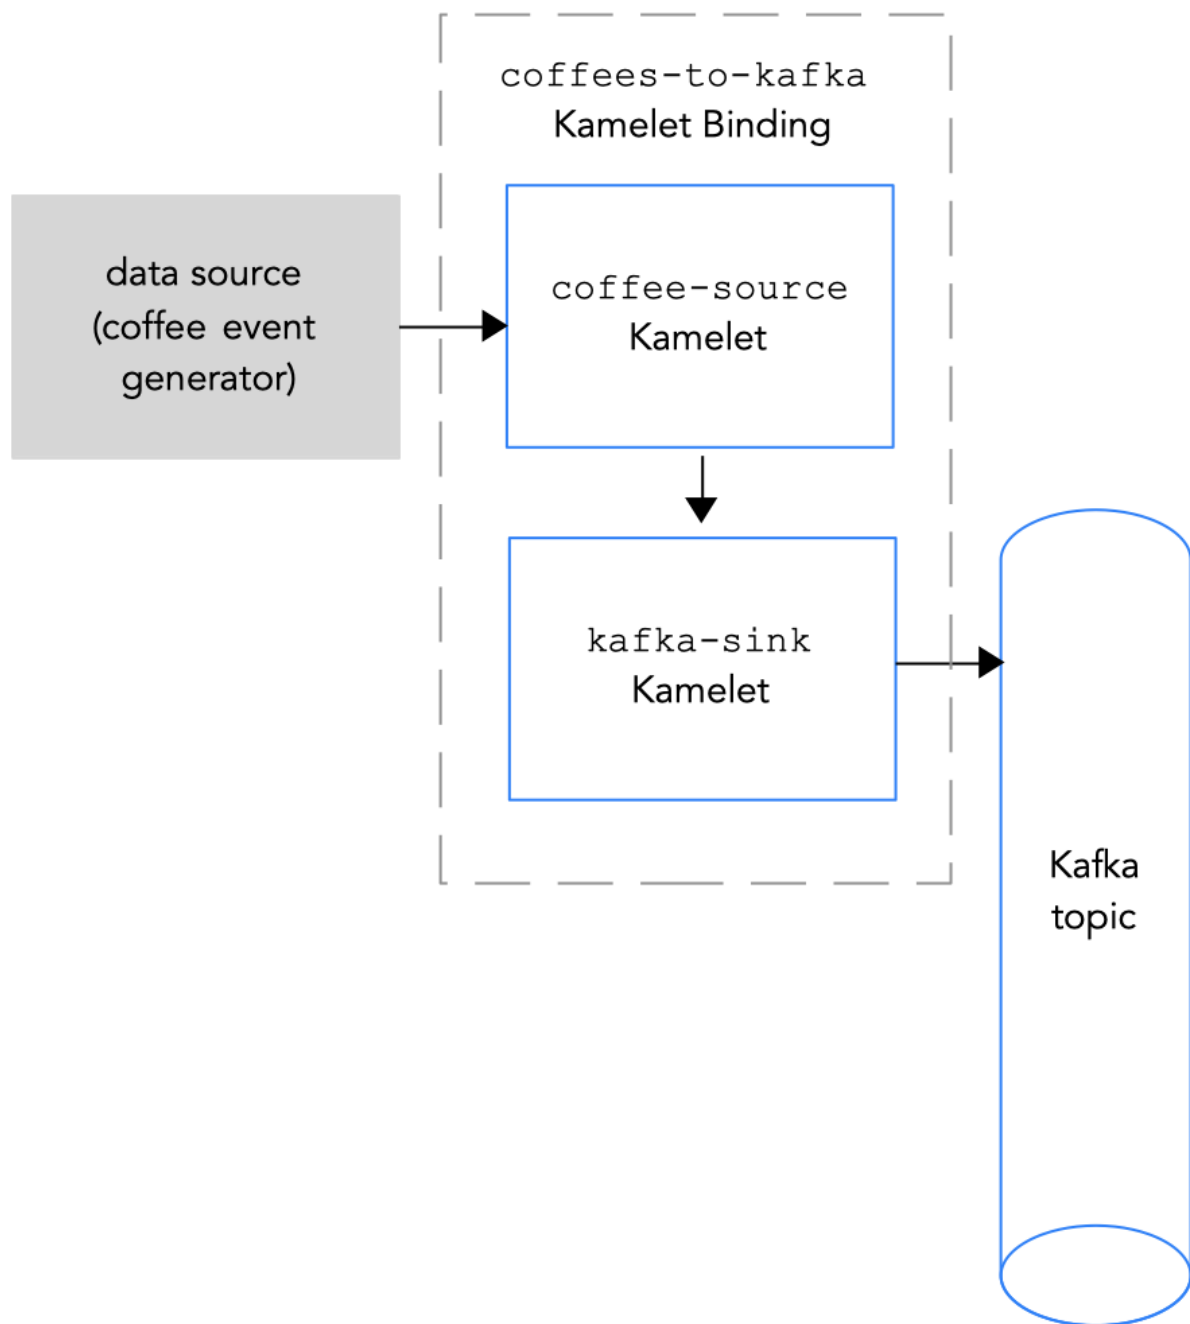 coffees-to-kafka
Kamelet Binding
data source
(coffee event
generator)
coffee-source
Kamelet
kafka-sink
Kamelet
Kafka
topic